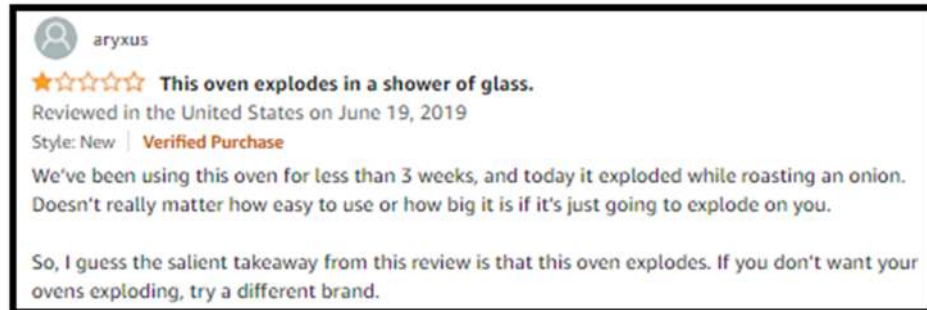 aryxus
This oven explodes in a shower of glass.
Reviewed in the United States on June 19, 2019
Style: New | Verified Purchase
We've been using this oven for less than 3 weeks, and today it exploded while roasting an onion.
Doesn't really matter how easy to use or how big it is if it's just going to explode on you.
So, I guess the salient takeaway from this review is that this oven explodes. If you don't want your
ovens exploding, try a different brand.